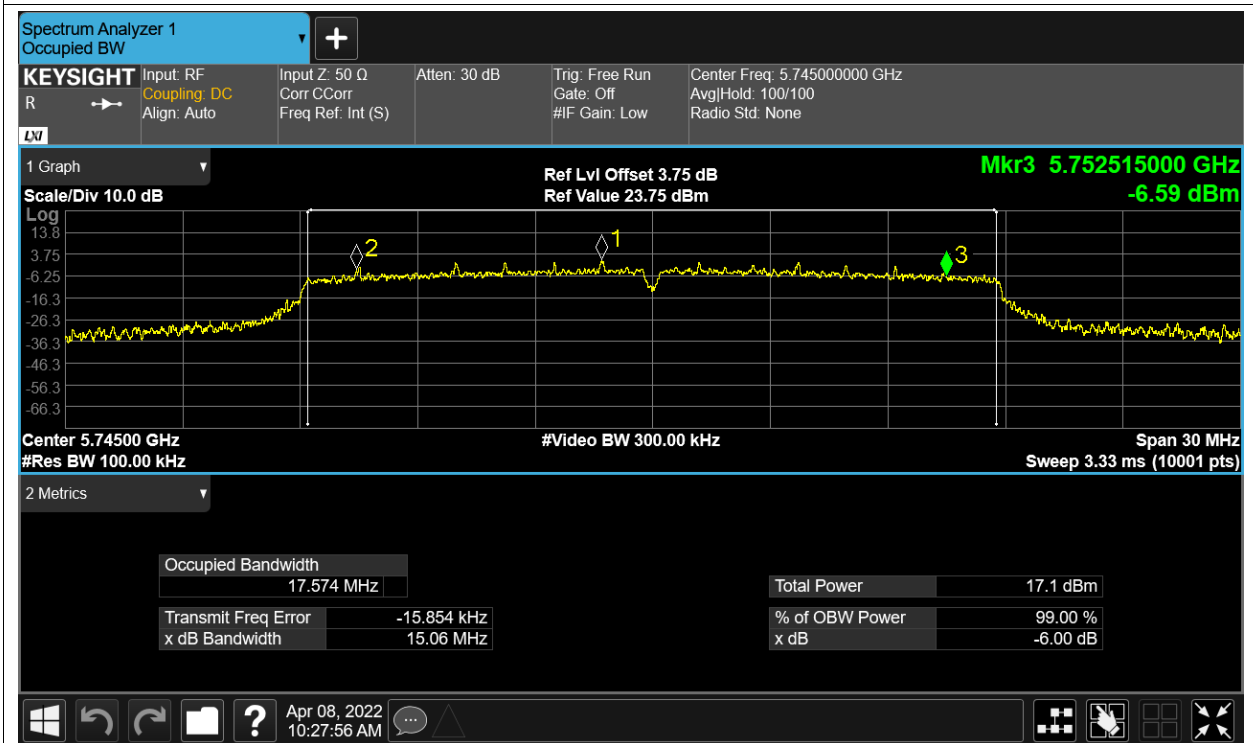 Spectrum Analyzer 1
Occupied BW
KEYSIGHT
R
LXI
Input: RF
Coupling: DC
Align: Auto
Input Z: 50 Ω
Corr CCorr
Freq Ref: Int (S)
Atten: 30 dB
Trig: Free Run
Gate: Off
#IF Gain: Low
Center Freq: 5.745000000 GHz
Avg|Hold: 100/100
Radio Std: None
1 Graph
Scale/Div 10.0 dB
Ref Lvl Offset 3.75 dB
Ref Value 23.75 dBm
Mkr3 5.752515000 GHz
-6.59 dBm
Log
13.8
3.75
-6.25
-16.3
-26.3
-36.3
-46.3
-56.3
-66.3
2
1
3
Center 5.74500 GHz
#Res BW 100.00 kHz
#Video BW 300.00 kHz
Span 30 MHz
Sweep 3.33 ms (10001 pts)
2 Metrics
Occupied Bandwidth
17.574 MHz
Transmit Freq Error -15.854 kHz
x dB Bandwidth 15.06 MHz
Total Power 17.1 dBm
% of OBW Power 99.00 %
x dB -6.00 dB
?
Apr 08, 2022
10:27:56 AM